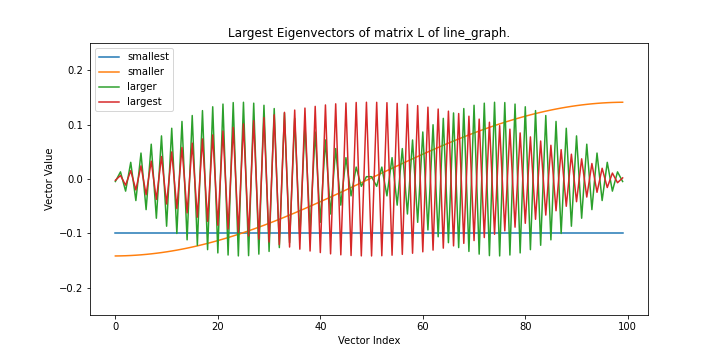 Largest Eigenvectors of matrix L of line_graph.
smallest
smaller
larger
largest
Vector Value
0.2
0.1
0.0
−0.1
−0.2
0
20
40
60
80
100
Vector Index